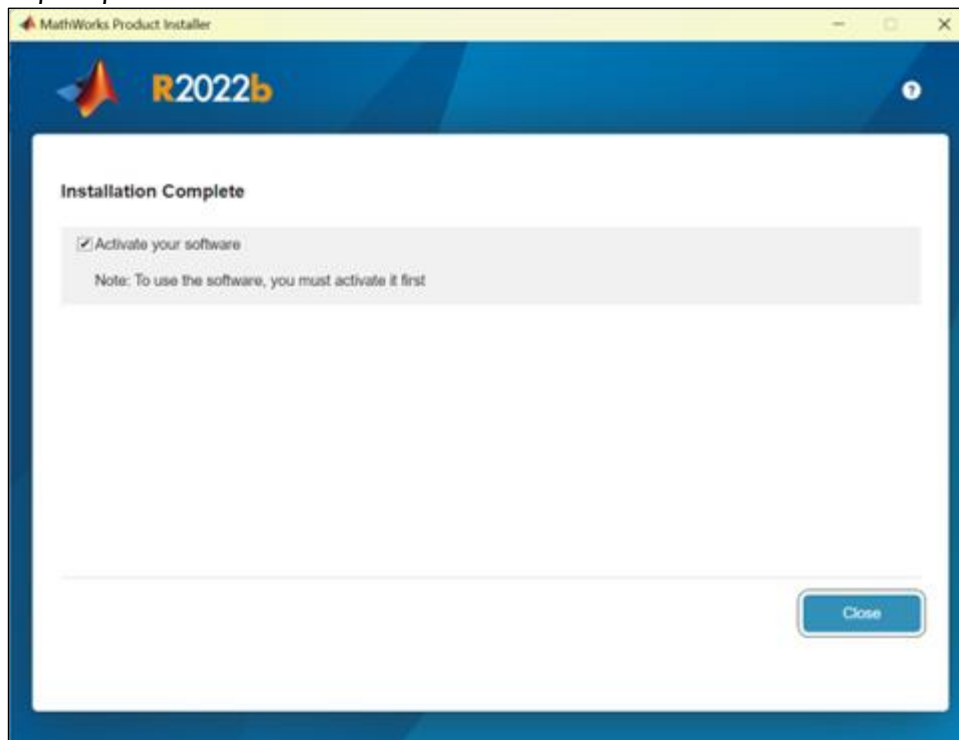 MathWorks Product Installer
R2022b
Installation Complete
Activate your software
Note: To use the software, you must activate it first
Close